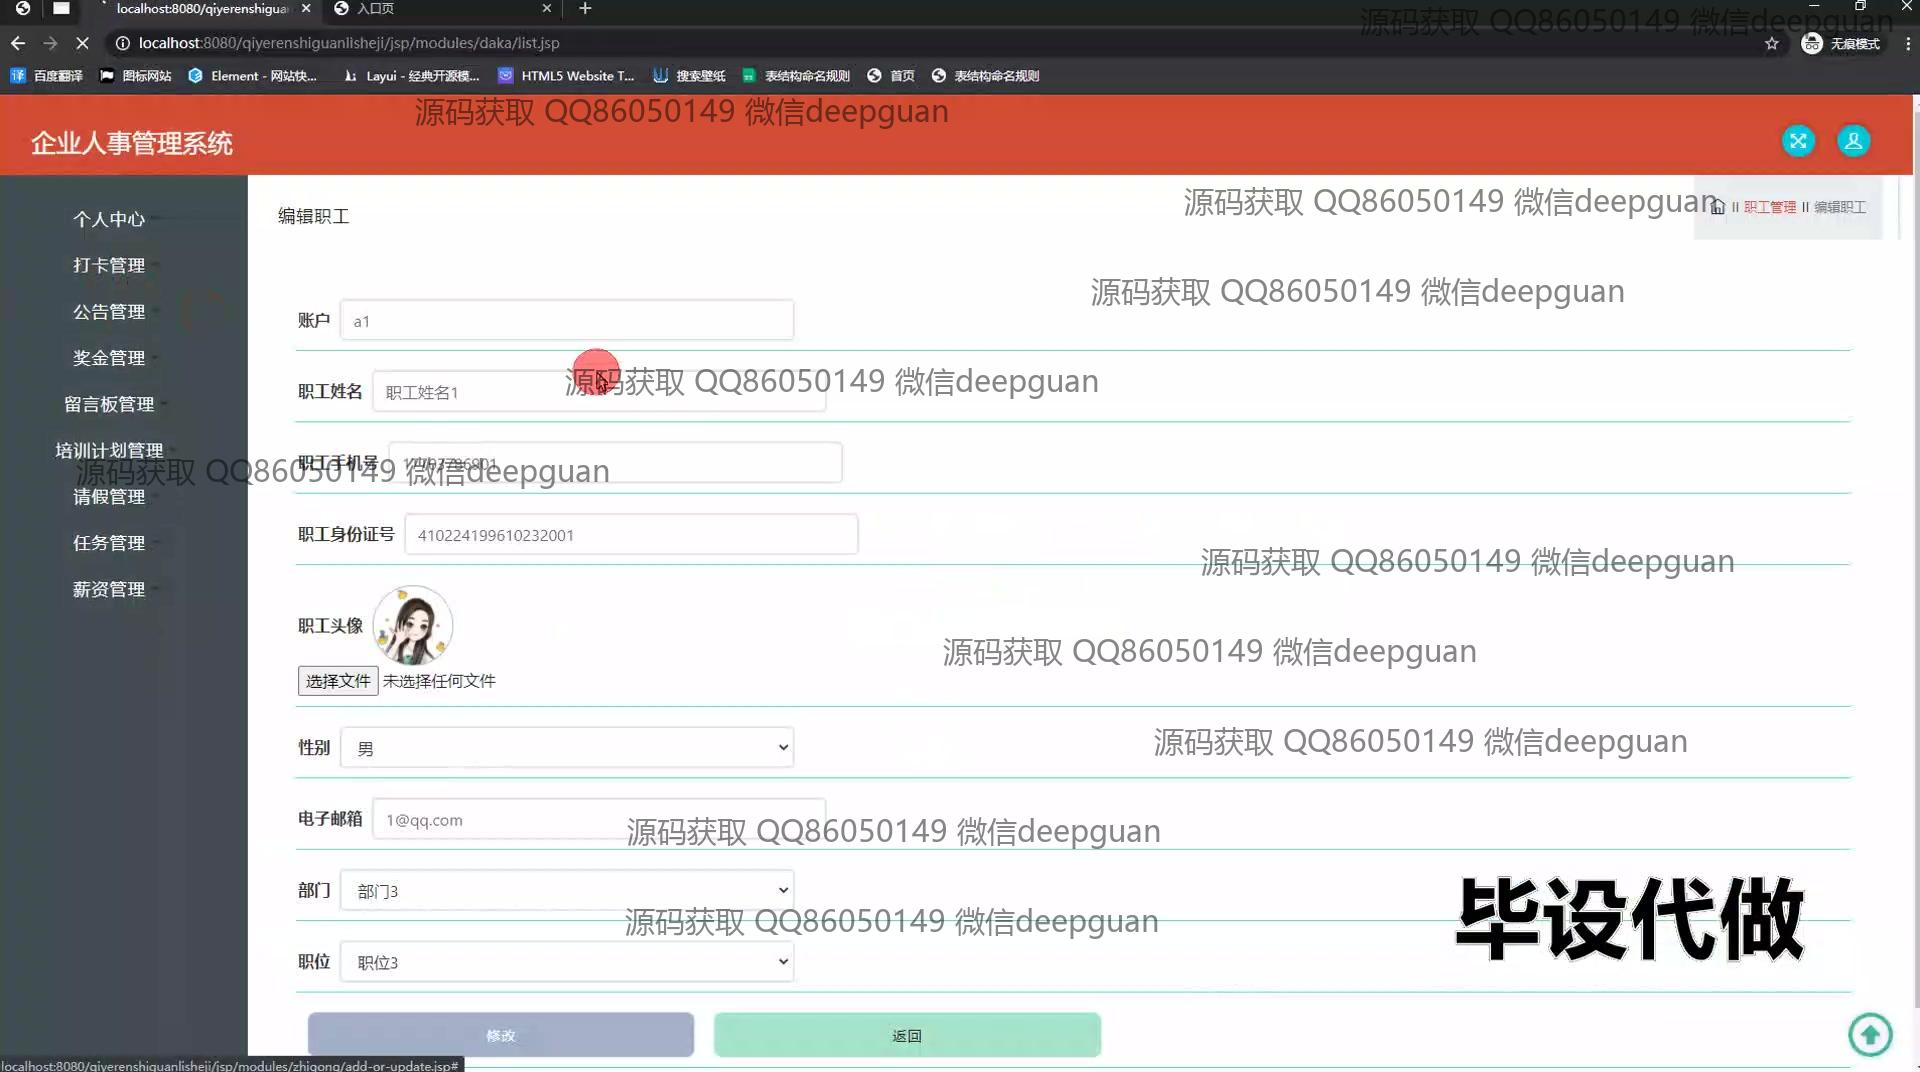 localhost:8080/qiyerenshiguan
入口页
localhost:8080/qiyerenshiguanlisheji/jsp/modules/daka/list.jsp
无痕模式
百度翻译
图标网站
Element - 网站快...
Layui - 经典开源模...
HTML5 Website T...
搜索壁纸
表结构命名规则
首页
表结构命名规则
源码获取 QQ86050149 微信deepguan
源码获取 QQ86050149 微信deepguan
企业人事管理系统
个人中心
打卡管理
公告管理
奖金管理
留言板管理
培训计划管理
请假管理
任务管理
薪资管理
编辑职工
源码获取 QQ86050149 微信deepguan
职工管理 编辑职工
源码获取 QQ86050149 微信deepguan
账户 a1
职工姓名 职工姓名1
源码获取 QQ86050149 微信deepguan
职工手机号
源码获取 QQ86050149 微信deepguan
职工身份证号 410224199610232001
源码获取 QQ86050149 微信deepguan
职工头像
源码获取 QQ86050149 微信deepguan
选择文件 未选择任何文件
性别 男
源码获取 QQ86050149 微信deepguan
电子邮箱 1@qq.com
源码获取 QQ86050149 微信deepguan
部门 部门3
源码获取 QQ86050149 微信deepguan
毕设代做
职位 职位3
修改
返回
localhost:8080/qiyerenshiguanlisheji/jsp/modules/zhigong/add-or-update.jsp#